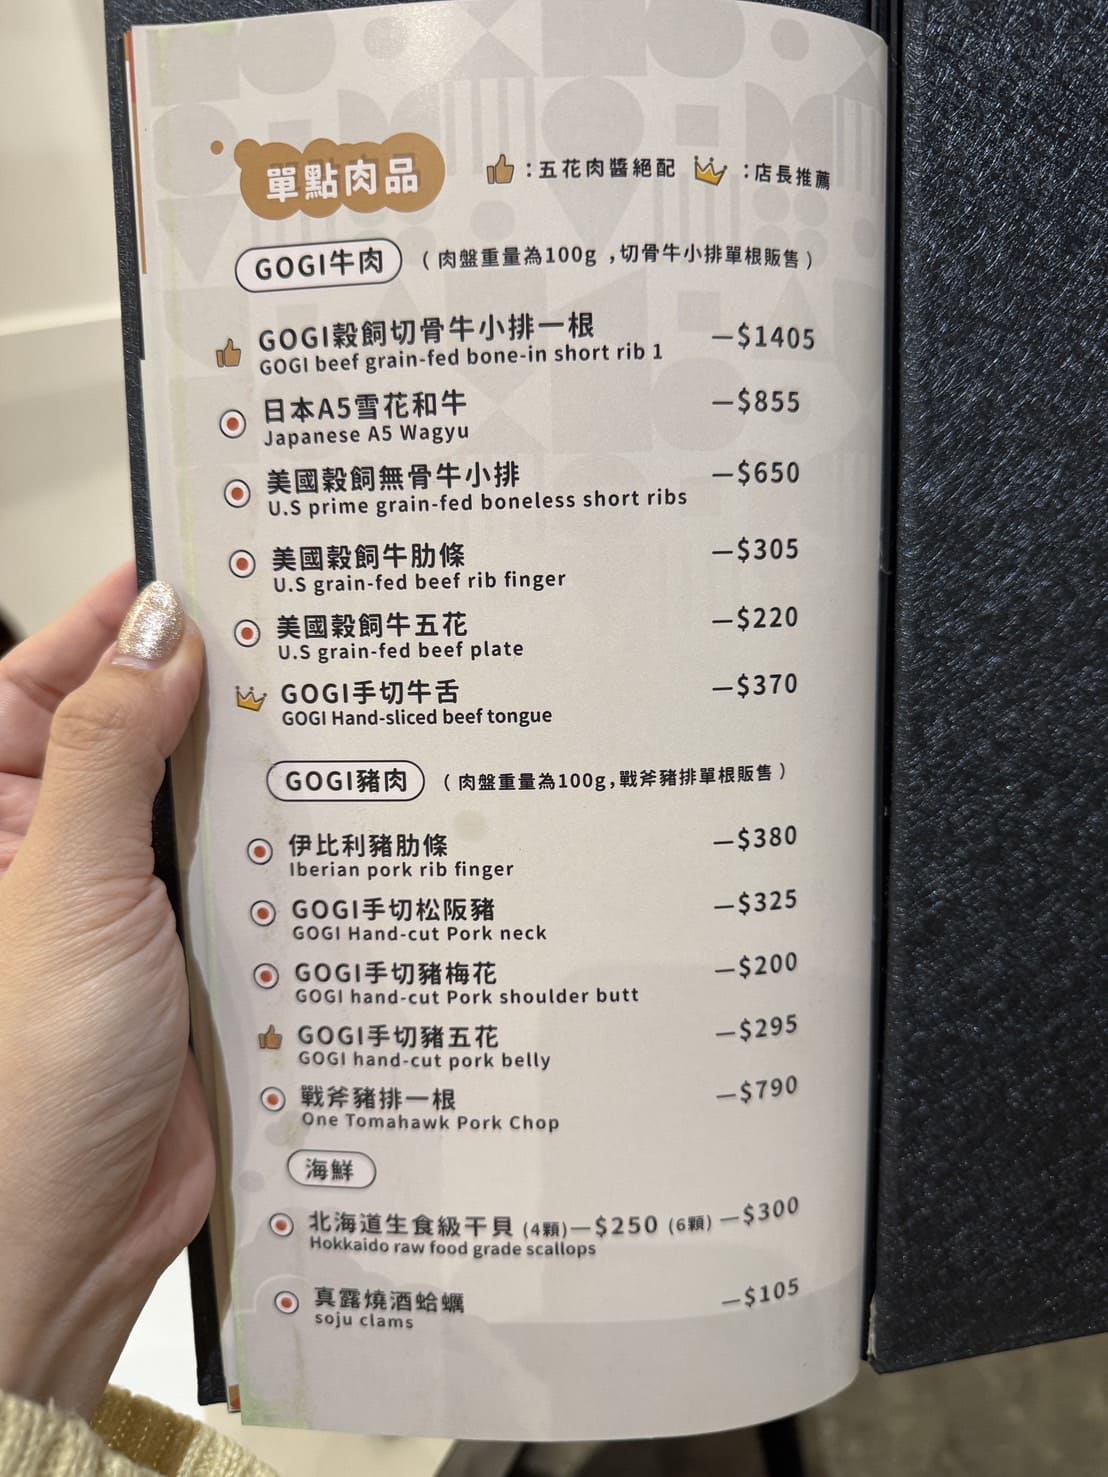 單點肉品
：五花肉醬絕配 ：店長推薦
GOGI牛肉 （肉盤重量為100g ,切骨牛小排單根販售）
GOGI穀飼切骨牛小排一根 —$1405
GOGI beef grain-fed bone-in short rib 1
日本A5雪花和牛 —$855
Japanese A5 Wagyu
美國穀飼無骨牛小排 —$650
U.S prime grain-fed boneless short ribs
美國穀飼牛肋條 —$305
U.S grain-fed beef rib finger
美國穀飼牛五花 —$220
U.S grain-fed beef plate
GOGI手切牛舌 —$370
GOGI Hand-sliced beef tongue
GOGI豬肉 （肉盤重量為100g,戰斧豬排單根販售）
伊比利豬肋條 —$380
Iberian pork rib finger
GOGI手切松阪豬 —$325
GOGI Hand-cut Pork neck
GOGI手切豬梅花 —$200
GOGI hand-cut Pork shoulder butt
GOGI手切豬五花 —$295
GOGI hand-cut pork belly
戰斧豬排一根 —$790
One Tomahawk Pork Chop
海鮮
北海道生食級干貝 (4顆)—$250 (6顆) —$300
Hokkaido raw food grade scallops
真露燒酒蛤蠣 —$105
soju clams